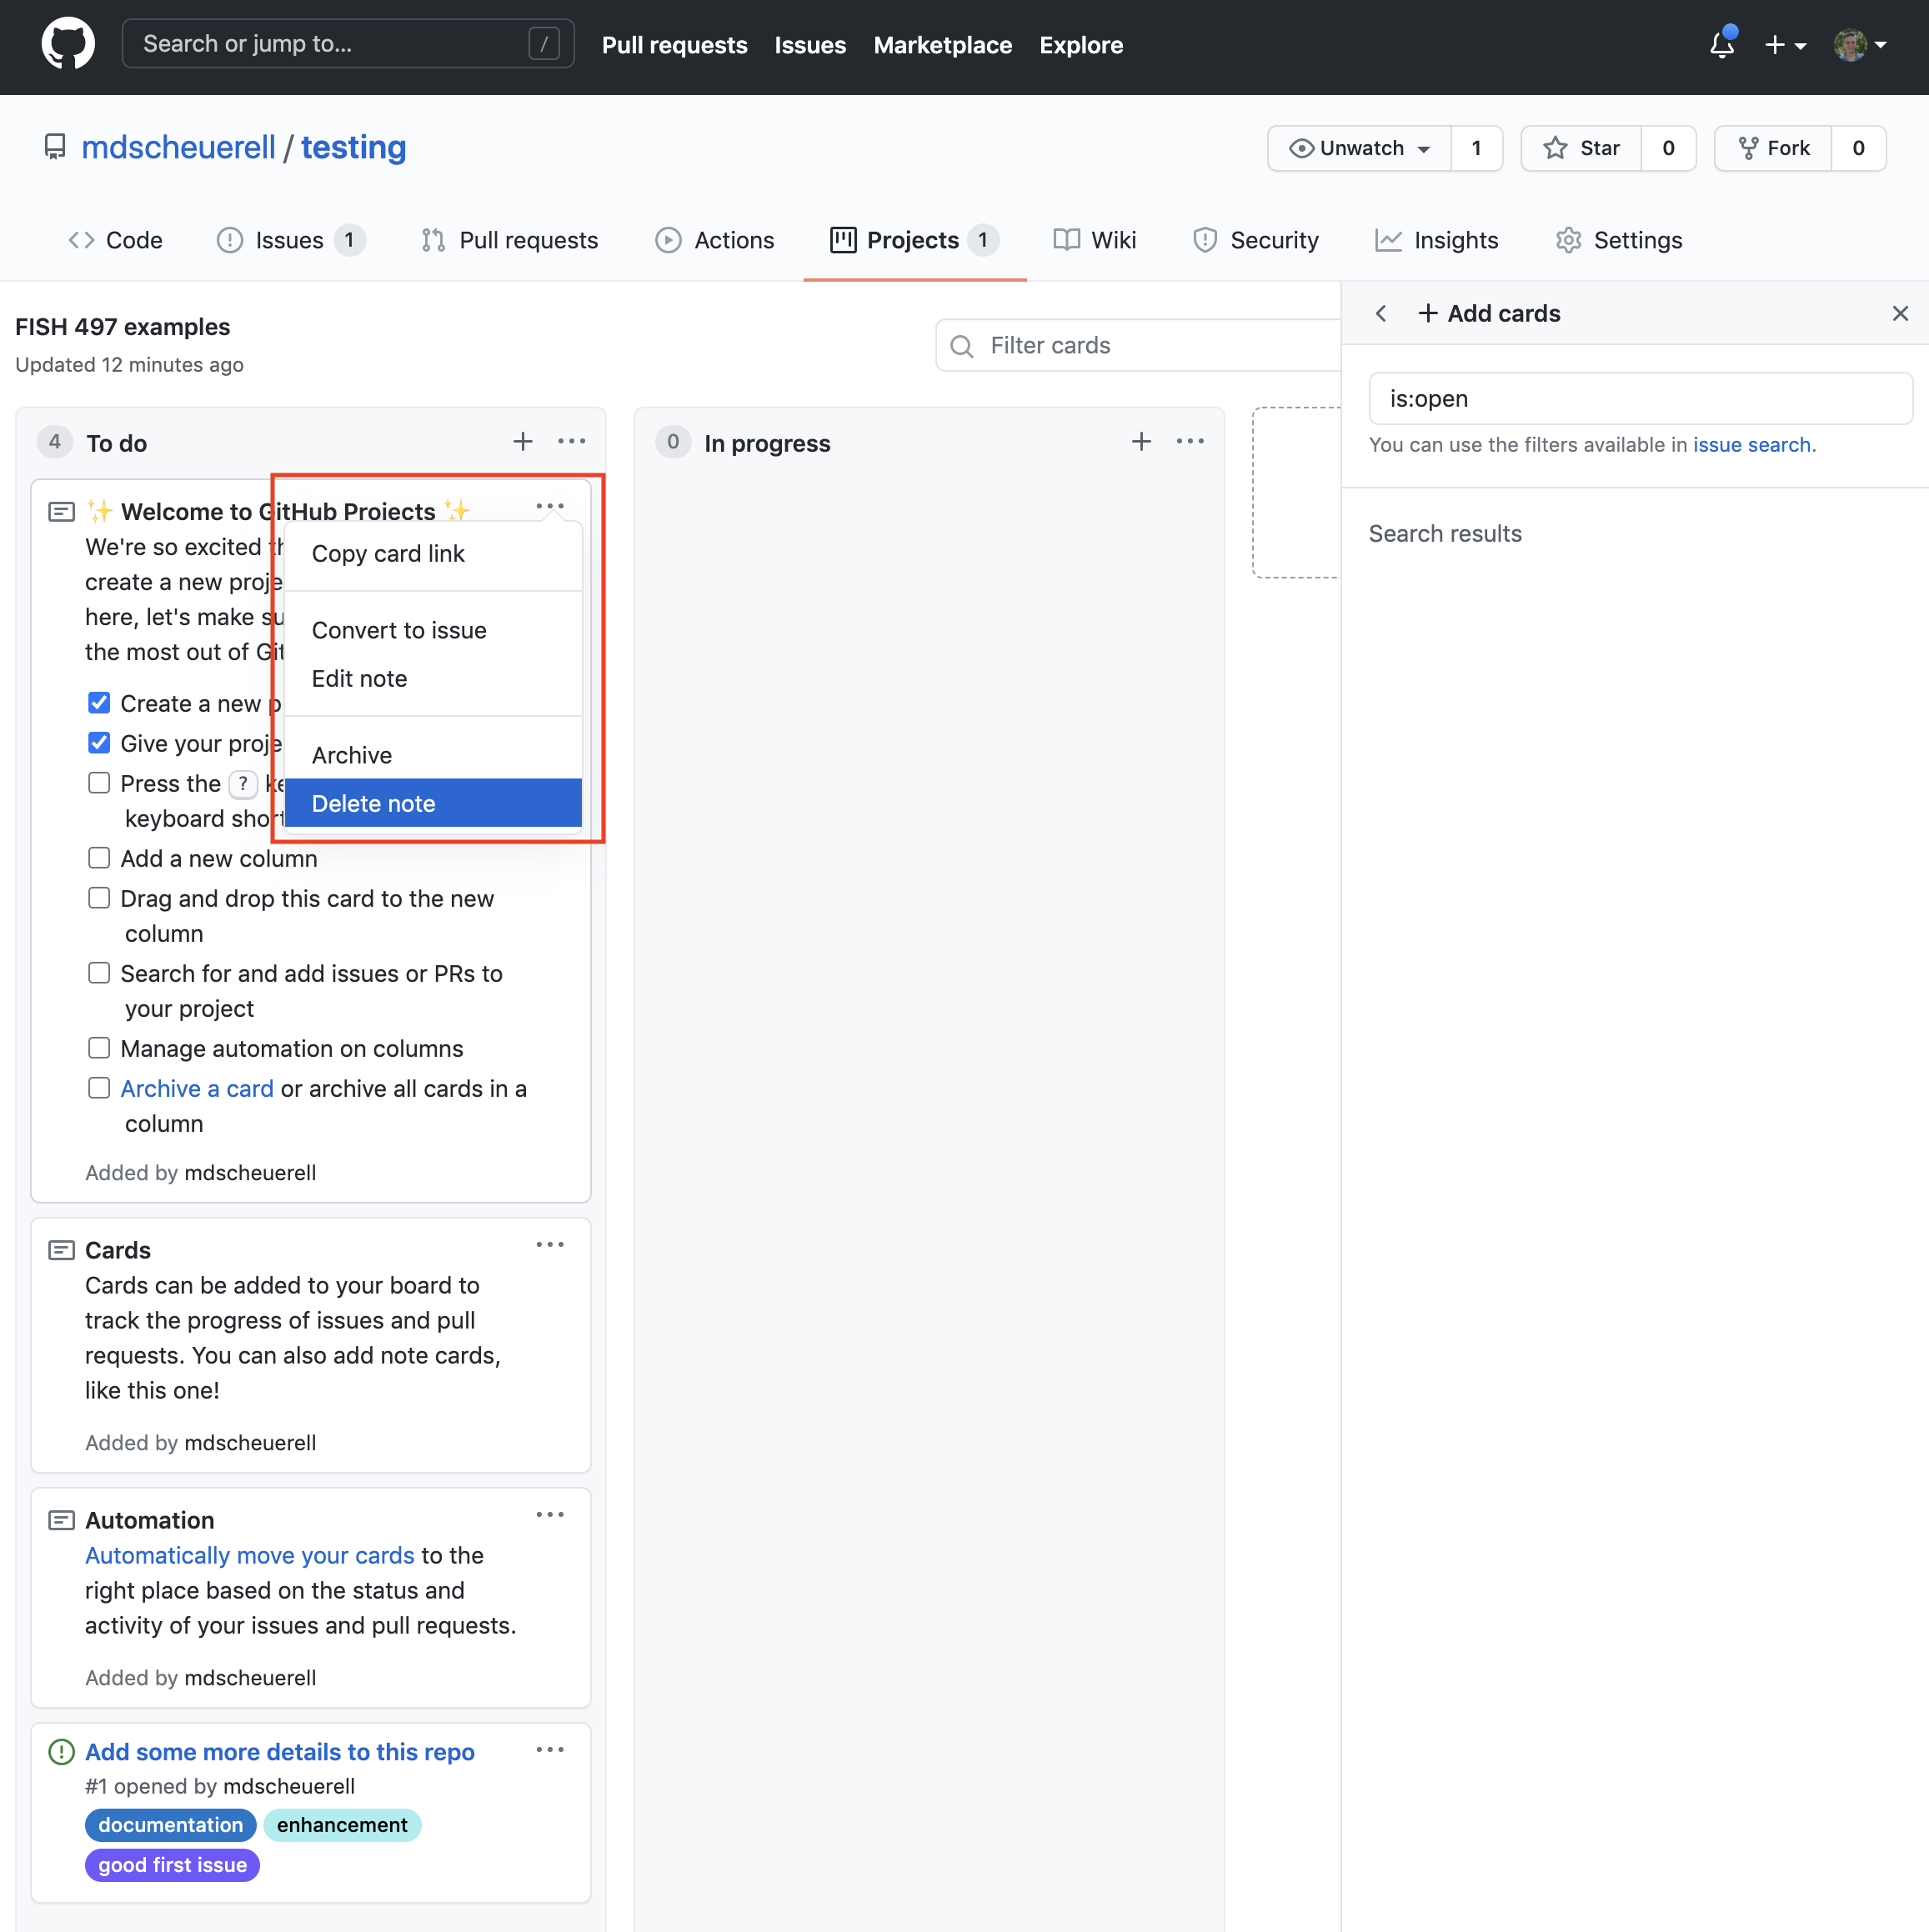 Search or jump to... /
Pull requests Issues Marketplace Explore
mdscheuerell / testing
Unwatch 1 Star 0 Fork 0
Code Issues 1 Pull requests Actions Projects 1 Wiki Security Insights Settings
FISH 497 examples
Updated 12 minutes ago
Filter cards
4 To do
✨ Welcome to GitHub Projects ✨
We're so excited
create a new
here, let's make
the most out of
Create a new
Give your
Press the ?
keyboard
Add a new column
Drag and drop this card to the new
column
Search for and add issues or PRs to
your project
Manage automation on columns
Archive a card or archive all cards in a
column
Added by mdscheuerell
Copy card link
Convert to issue
Edit note
Archive
Delete note
Cards
Cards can be added to your board to
track the progress of issues and pull
requests. You can also add note cards,
like this one!
Added by mdscheuerell
Automation
Automatically move your cards to the
right place based on the status and
activity of your issues and pull requests.
Added by mdscheuerell
Add some more details to this repo
#1 opened by mdscheuerell
documentation enhancement
good first issue
0 In progress
Add cards
is:open
You can use the filters available in issue search.
Search results